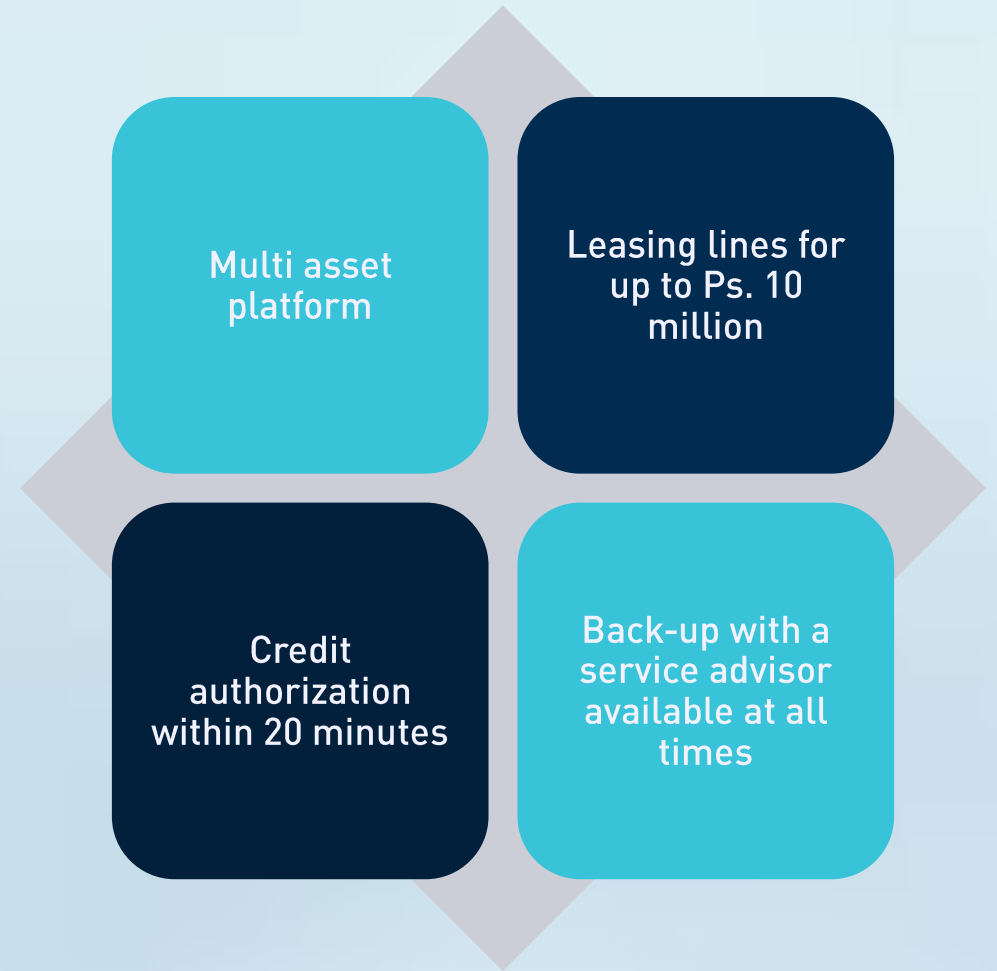 Multi asset
platform
Leasing lines for
up to Ps. 10
million
Credit
authorization
within 20 minutes
Back-up with a
service advisor
available at all
times